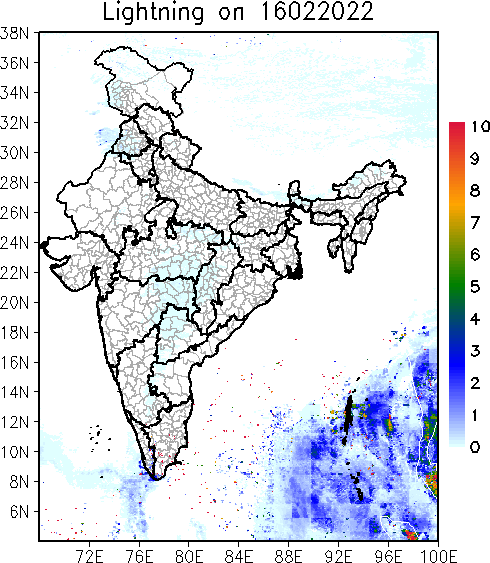 Lightning on 16022022
38N
36N
34N
32N
30N
28N
26N
24N
22N
20N
18N
16N
14N
12N
10N
8N
6N
72E 76E 80E 84E 88E 92E 96E 100E
10
9
8
7
6
5
4
3
2
1
0